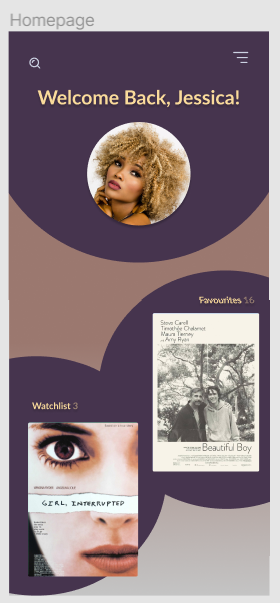 Homepage
Welcome Back, Jessica!
Favourites 16
Steve Carell
Timothée Chalamet
Maura Tierney
Amy Ryan
Beautiful Boy
Watchlist 3
GIRL, INTERRUPTED